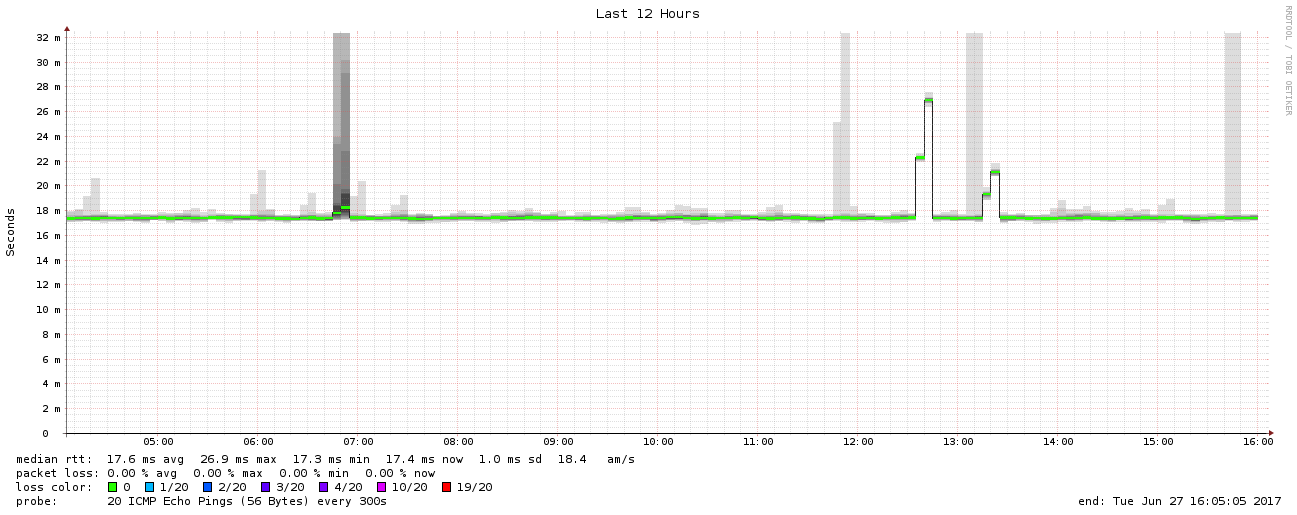 Last 12 Hours
RRDTOOL / TOBI OETIKER
32 m
30 m
28 m
26 m
24 m
22 m
20 m
18 m
16 m
14 m
12 m
10 m
8 m
6 m
4 m
2 m
0
Seconds
05:00 06:00 07:00 08:00 09:00 10:00 11:00 12:00 13:00 14:00 15:00 16:00
median rtt: 17.6 ms avg 26.9 ms max 17.3 ms min 17.4 ms now 1.0 ms sd 18.4 am/s
packet loss: 0.00 % avg 0.00 % max 0.00 % min 0.00 % now
loss color: 0 1/20 2/20 3/20 4/20 10/20 19/20
probe: 20 ICMP Echo Pings (56 Bytes) every 300s end: Tue Jun 27 16:05:05 2017